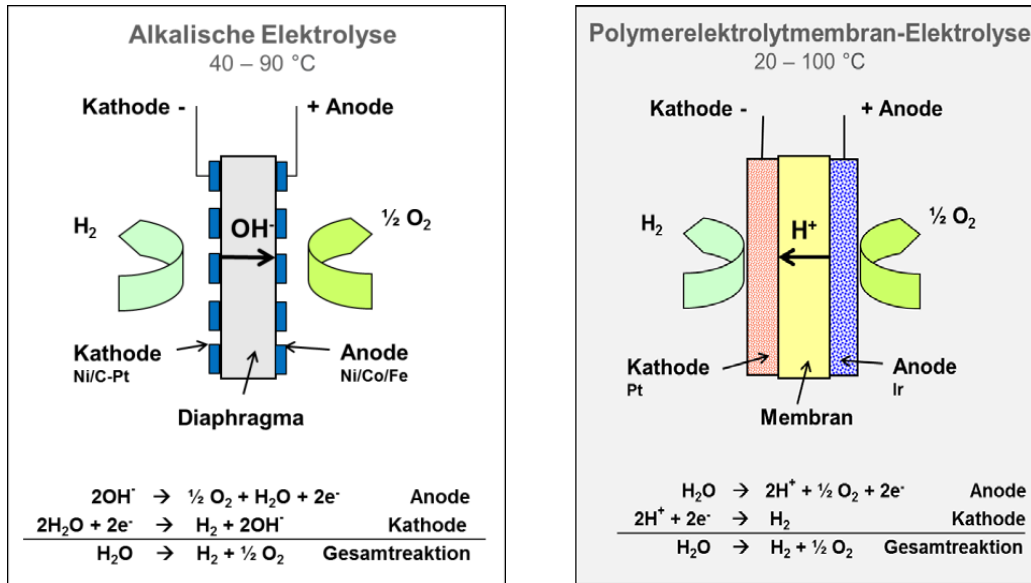 Alkalische Elektrolyse
40 – 90 °C
Kathode -
+ Anode
H₂
OH⁻
½ O₂
Kathode
Ni/C-Pt
Anode
Ni/Co/Fe
Diaphragma
2OH⁻ → ½ O₂ + H₂O + 2e⁻ Anode
2H₂O + 2e⁻ → H₂ + 2OH⁻ Kathode
H₂O → H₂ + ½ O₂ Gesamtreaktion
Polymerelektrolytmembran-Elektrolyse
20 – 100 °C
Kathode -
+ Anode
H₂
H⁺
½ O₂
Kathode
Pt
Anode
Ir
Membran
H₂O → 2H⁺ + ½ O₂ + 2e⁻ Anode
2H⁺ + 2e⁻ → H₂ Kathode
H₂O → H₂ + ½ O₂ Gesamtreaktion